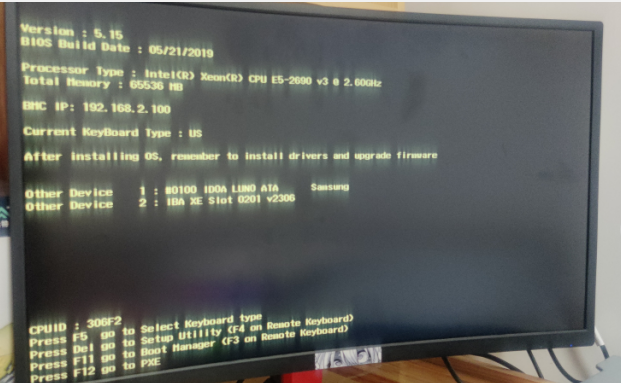 Version : 5.15
BIOS Build Date : 05/21/2019
Processor Type : Intel(R) Xeon(R) CPU E5-2690 v3 @ 2.60GHz
Total Memory : 65536 MB
BMC IP: 192.168.2.100
Current KeyBoard Type : US
After installing OS, remember to install drivers and upgrade firmware
Other Device 1 : #0100 ID0A LUN0 ATA Samsung
Other Device 2 : IBA XE Slot 0201 v2306
CPUID : 306F2
Press F5 go to Select Keyboard type
Press Del go to Setup Utility (F4 on Remote Keyboard)
Press F11 go to Boot Manager (F3 on Remote Keyboard)
Press F12 go to PXE